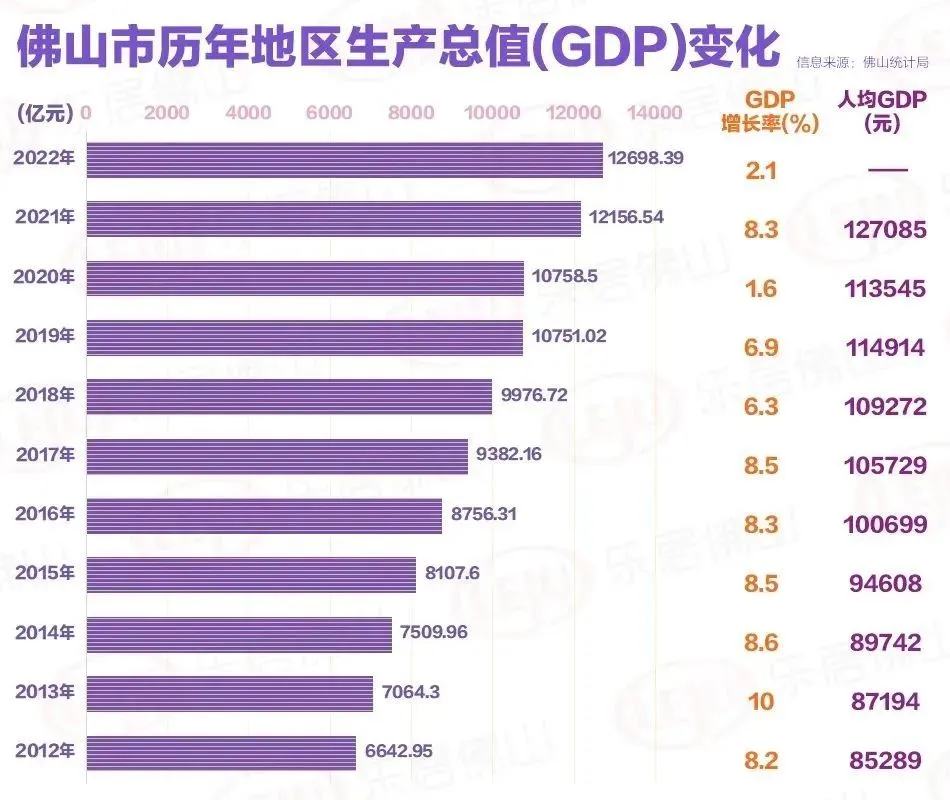 佛山市历年地区生产总值(GDP)变化
信息来源：佛山统计局
(亿元) 0 2000 4000 6000 8000 10000 12000 14000 GDP 增长率(%) 人均GDP (元)
2022年 12698.39 2.1 —
2021年 12156.54 8.3 127085
2020年 10758.5 1.6 113545
2019年 10751.02 6.9 114914
2018年 9976.72 6.3 109272
2017年 9382.16 8.5 105729
2016年 8756.31 8.3 100699
2015年 8107.6 8.5 94608
2014年 7509.96 8.6 89742
2013年 7064.3 10 87194
2012年 6642.95 8.2 85289
乐居佛山